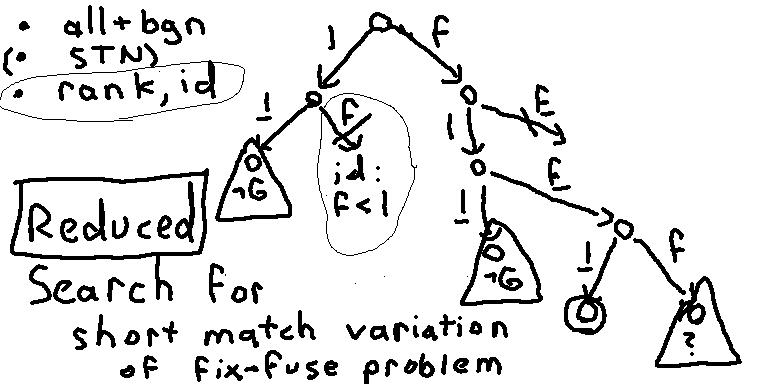 • all+bgn
(• STN)
• rank, id
l f
l f l f
id:
f<l
¬G
l f
¬G
l f
?
Reduced
Search for
short match variation
of fix-fuse problem